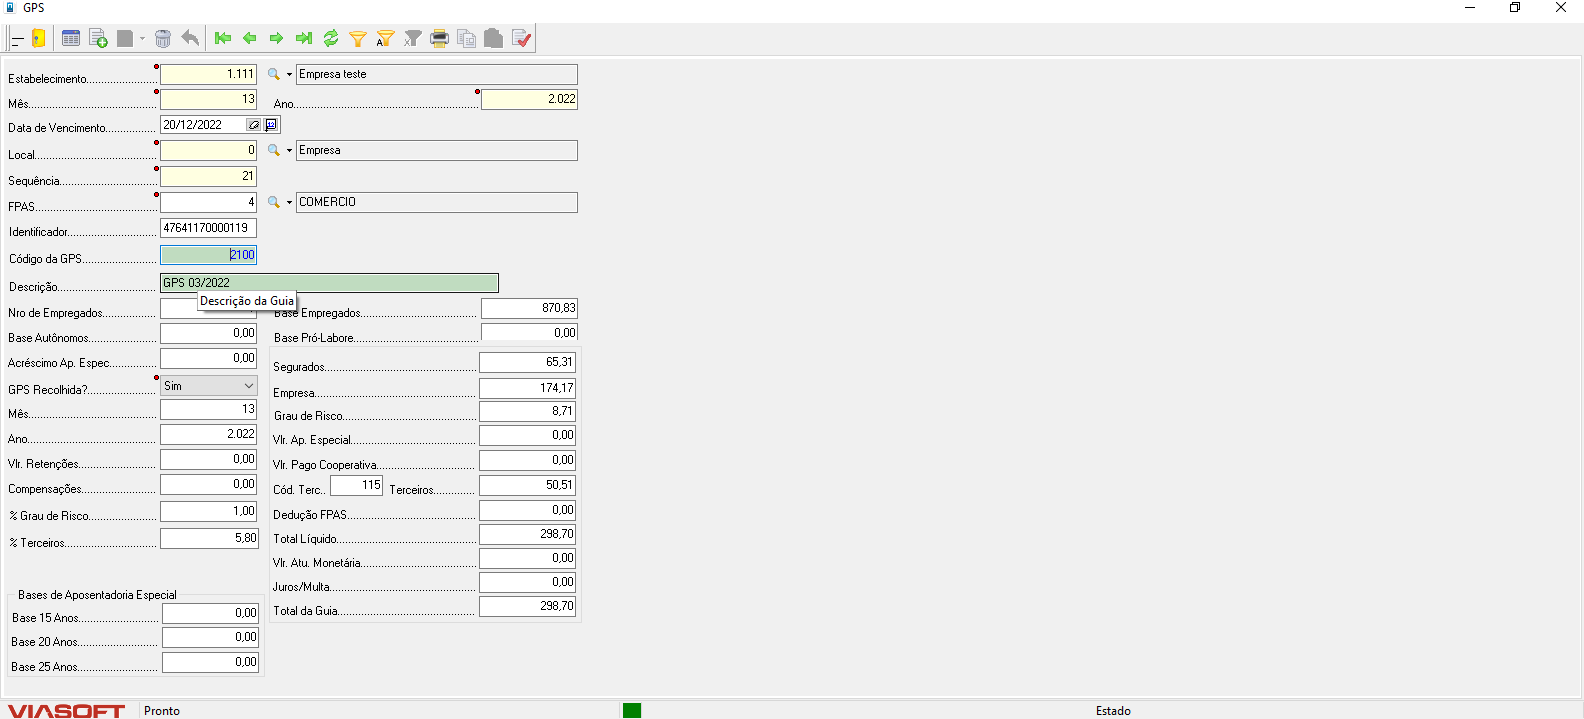 GPS
Estabelecimento 1.111 Empresa teste
Mês 13 Ano 2.022
Data de Vencimento 20/12/2022
Local 0 Empresa
Sequência 21
FPAS 4 COMERCIO
Identificador 47641170000119
Código da GPS 2100
Descrição GPS 03/2022
Descrição da Guia
Nro de Empregados Base Empregados 870,83
Base Autônomos 0,00 Base Pró-Labore 0,00
Acréscimo Ap. Espec. 0,00
GPS Recolhida? Sim
Mês 13
Ano 2.022
Vlr. Retenções 0,00
Compensações 0,00
% Grau de Risco 1,00
% Terceiros 5,80
Segurados 65,31
Empresa 174,17
Grau de Risco 8,71
Vlr. Ap. Especial 0,00
Vlr. Pago Cooperativa 0,00
Cód. Terc.. 115 Terceiros 50,51
Dedução FPAS 0,00
Total Líquido 298,70
Vlr. Atu. Monetária 0,00
Juros/Multa 0,00
Total da Guia 298,70
Bases de Aposentadoria Especial
Base 15 Anos 0,00
Base 20 Anos 0,00
Base 25 Anos 0,00
VIASOFT Pronto Estado